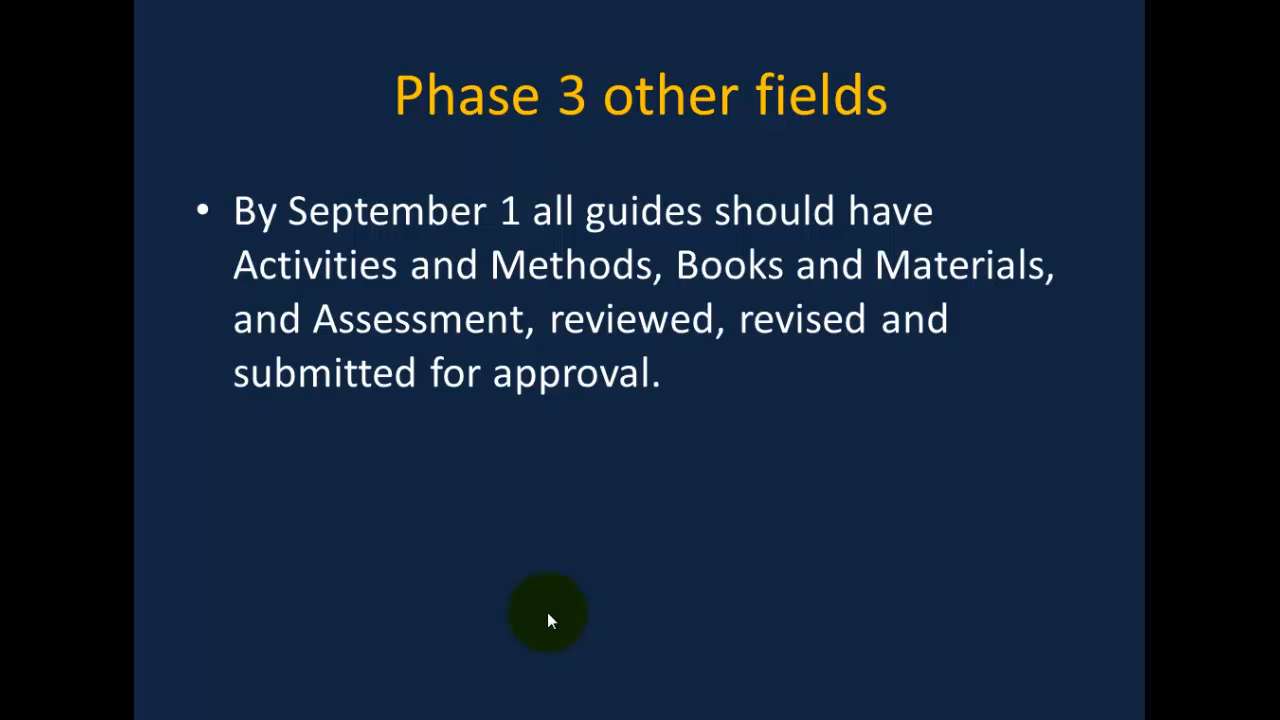 Phase 3 other fields
• By September 1 all guides should have
Activities and Methods, Books and Materials,
and Assessment, reviewed, revised and
submitted for approval.